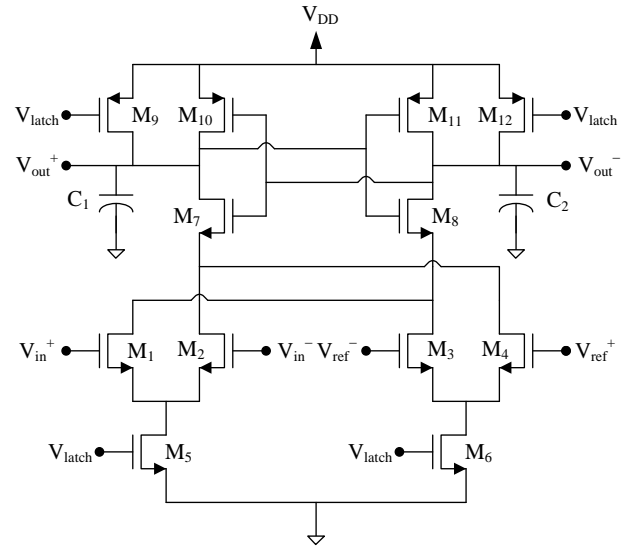 V_DD
V_latch M_9 M_10 M_11 M_12 V_latch
V_out^+ V_out^-
C_1 C_2
M_7 M_8
V_in^+ M_1 M_2 V_in^- V_ref^- M_3 M_4 V_ref^+
V_latch M_5 V_latch M_6